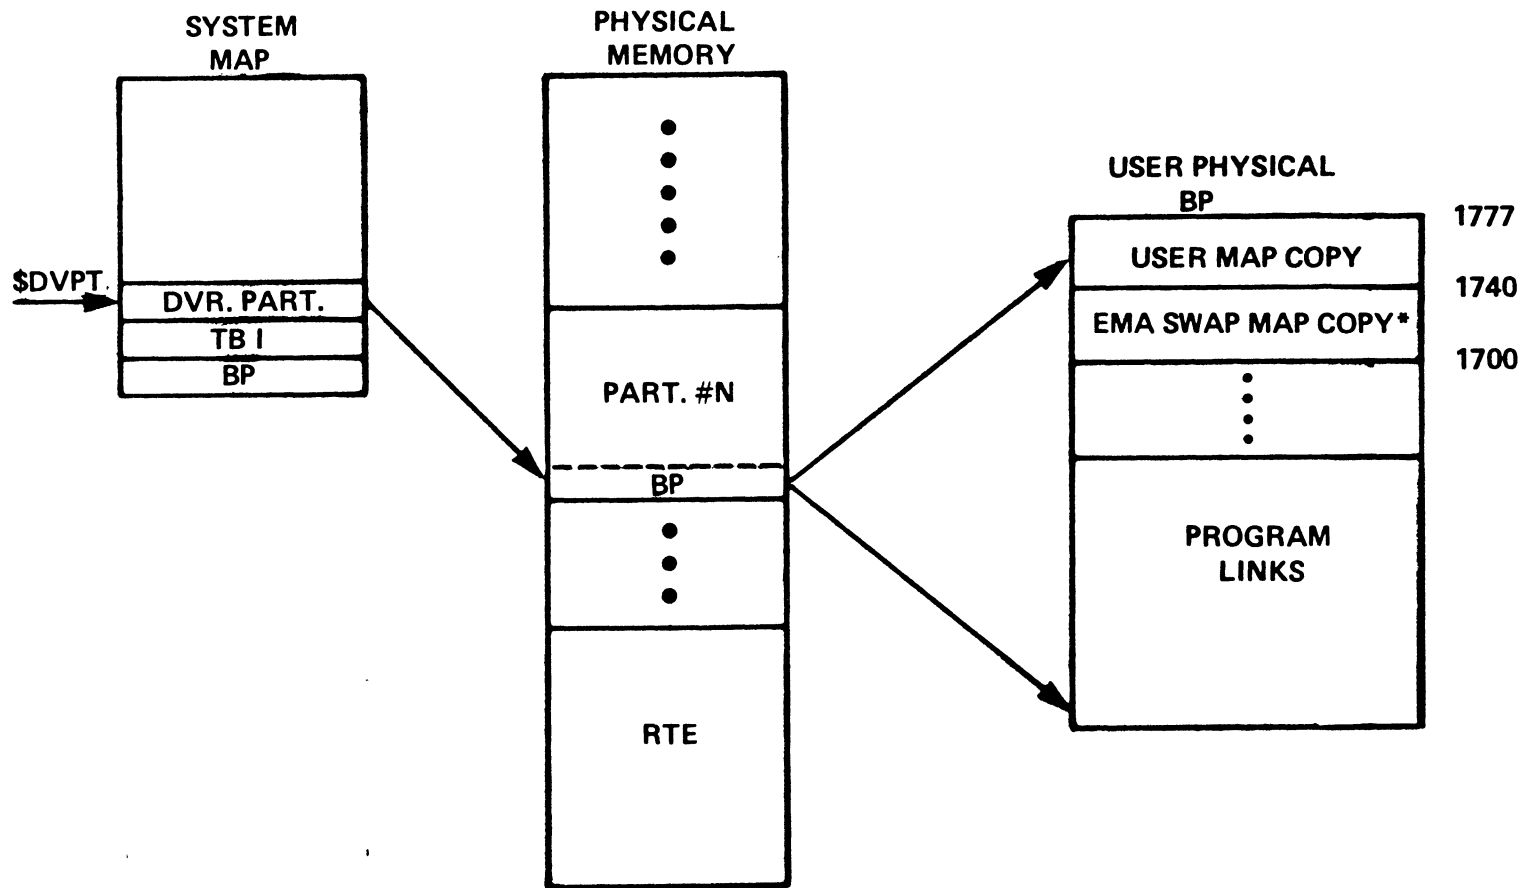 SYSTEM
MAP
$DVPT
DVR. PART.
TB I
BP
PHYSICAL
MEMORY
PART. #N
BP
RTE
USER PHYSICAL
BP
1777
USER MAP COPY
1740
EMA SWAP MAP COPY*
1700
PROGRAM
LINKS